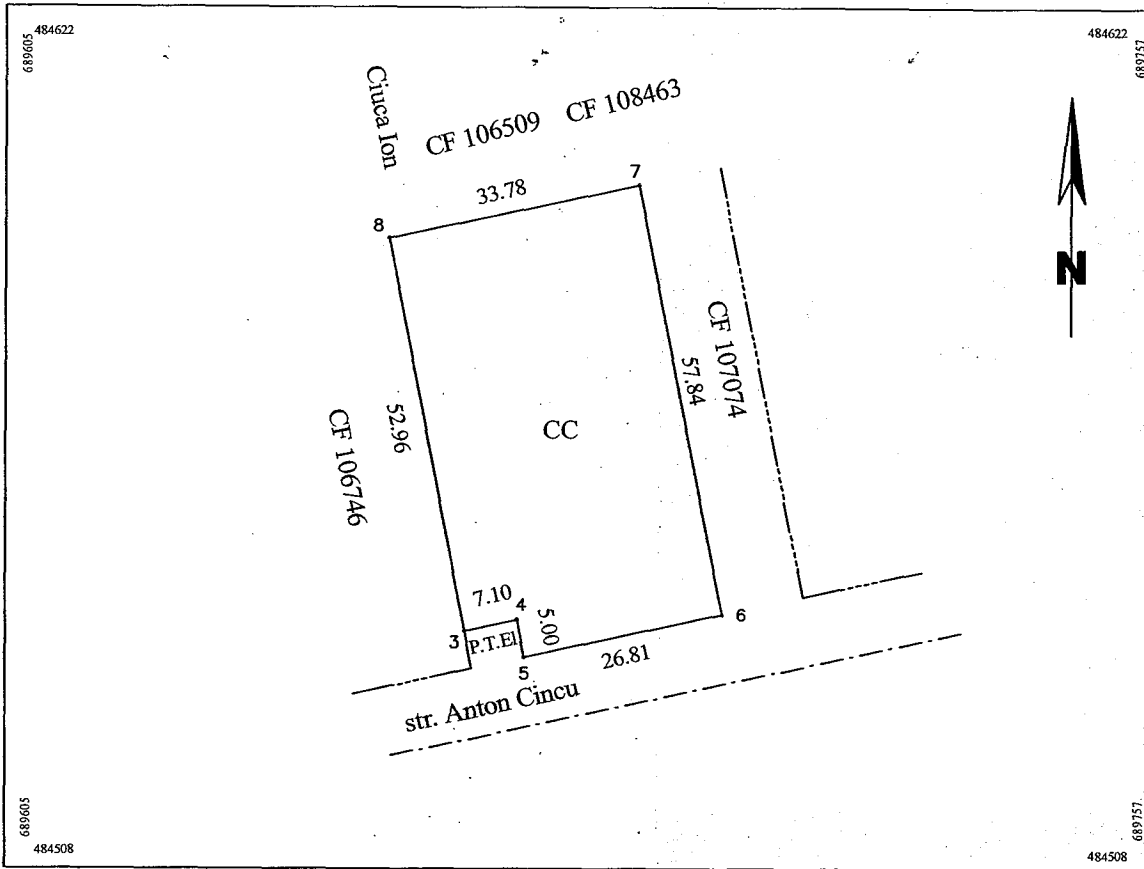 484622
689605
484622
689757
Ciuca Ion
CF 106509
CF 108463
7
33.78
8
N
CF 107074
57.84
52.96
CC
CF 106746
7.10
4
5.00
3
P.T.El
6
5
26.81
str. Anton Cincu
689605
484508
689757
484508